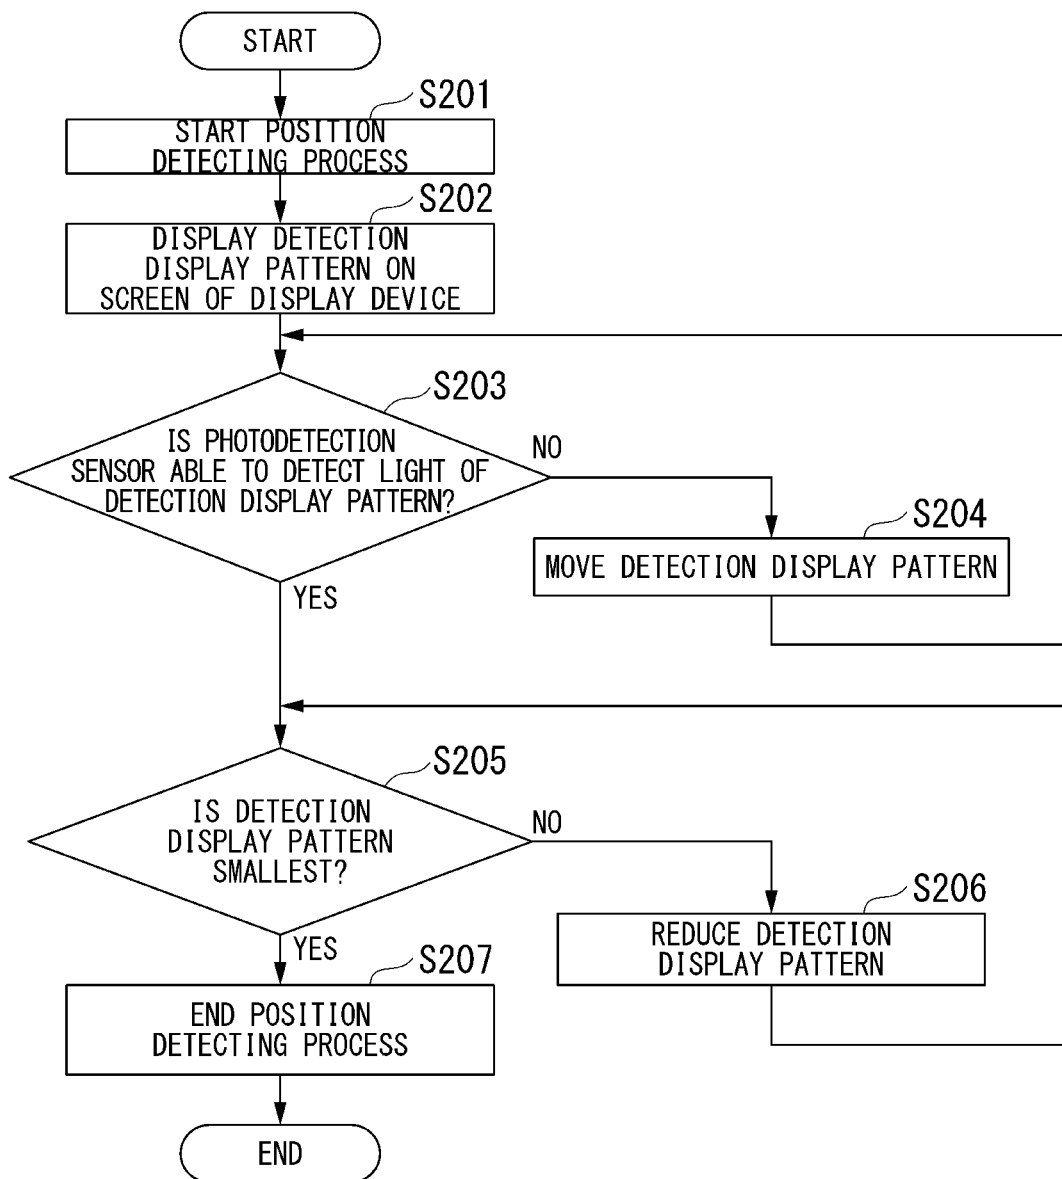 START
S201
START POSITION
DETECTING PROCESS
S202
DISPLAY DETECTION
DISPLAY PATTERN ON
SCREEN OF DISPLAY DEVICE
S203
IS PHOTODETECTION
SENSOR ABLE TO DETECT LIGHT OF
DETECTION DISPLAY PATTERN?
NO
S204
MOVE DETECTION DISPLAY PATTERN
YES
S205
IS DETECTION
DISPLAY PATTERN
SMALLEST?
NO
S206
REDUCE DETECTION
DISPLAY PATTERN
YES
S207
END POSITION
DETECTING PROCESS
END